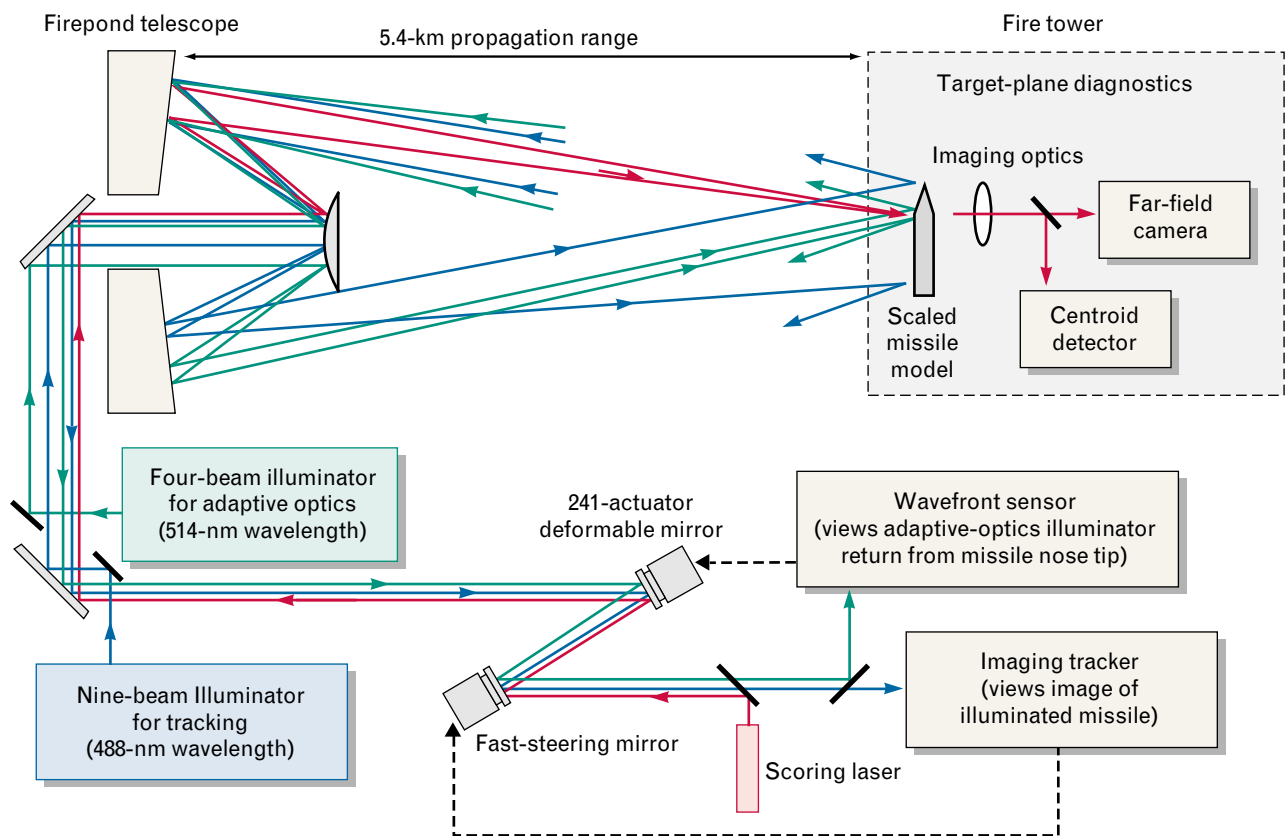 Firepond telescope
5.4-km propagation range
Fire tower
Target-plane diagnostics
Imaging optics
Far-field
camera
Scaled
missile
model
Centroid
detector
Four-beam illuminator
for adaptive optics
(514-nm wavelength)
241-actuator
deformable mirror
Wavefront sensor
(views adaptive-optics illuminator
return from missile nose tip)
Nine-beam Illuminator
for tracking
(488-nm wavelength)
Fast-steering mirror
Scoring laser
Imaging tracker
(views image of
illuminated missile)